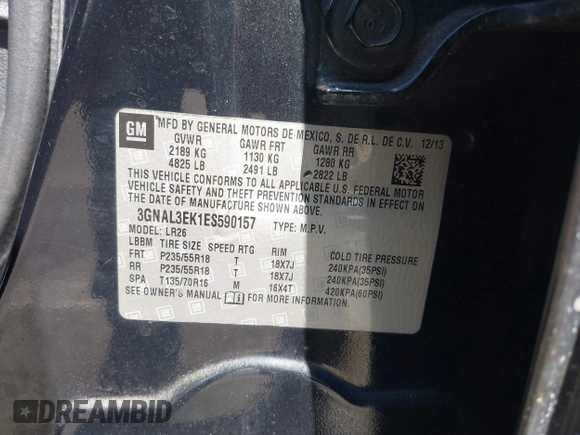 GM
MFD BY GENERAL MOTORS DE MEXICO, S. DE R.L. DE C.V. 12/13
GVWR GAWR FRT GAWR RR
2189 KG 1130 KG 1280 KG
4825 LB 2491 LB 2822 LB
THIS VEHICLE CONFORMS TO ALL APPLICABLE U.S. FEDERAL MOTOR
VEHICLE SAFETY AND THEFT PREVENTION STANDARDS IN EFFECT ON
THE DATE OF MANUFACTURE SHOWN ABOVE.
3GNAL3EK1ES590157 TYPE: M.P.V.
MODEL: LR26
LBBM TIRE SIZE SPEED RTG RIM COLD TIRE PRESSURE
FRT P235/55R18 T 18X7J 240KPA(35PSI)
RR P235/55R18 T 18X7J 240KPA(35PSI)
SPA T135/70R16 M 16X4T 420KPA(60PSI)
SEE OWNER'S MANUAL FOR MORE INFORMATION.
DREAMBID